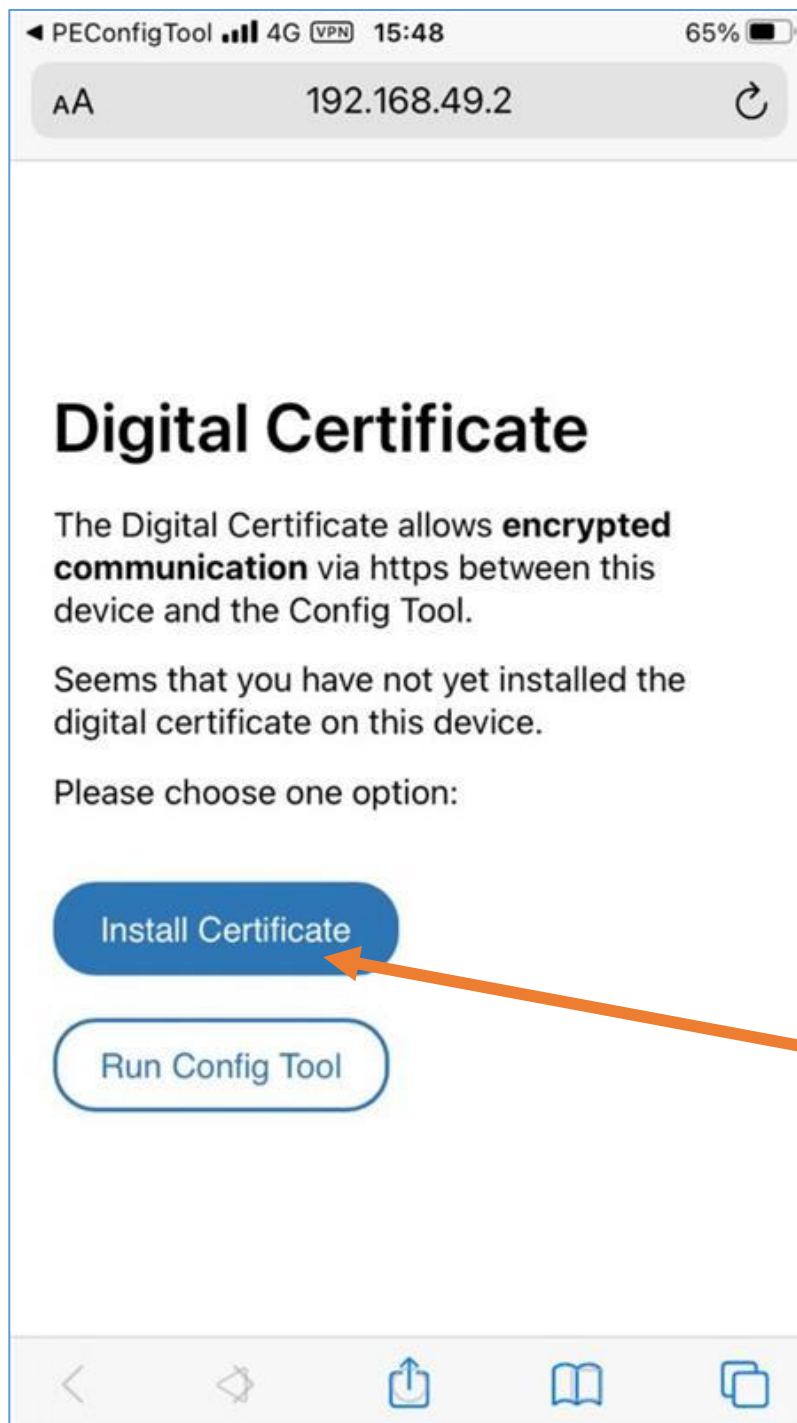 PEConfigTool 4G VPN 15:48 65%
AA 192.168.49.2
Digital Certificate
The Digital Certificate allows encrypted
communication via https between this
device and the Config Tool.
Seems that you have not yet installed the
digital certificate on this device.
Please choose one option:
Install Certificate
Run Config Tool